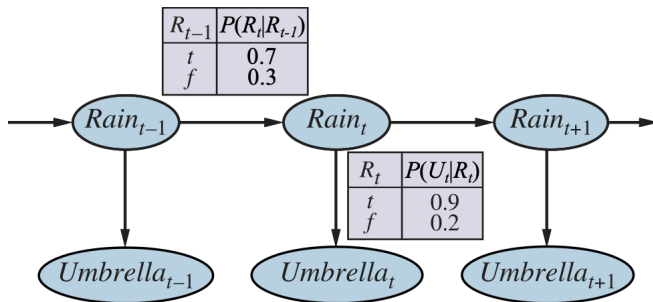 R_{t−1} P(R_t|R_{t-1})
t 0.7
f 0.3
Rain_{t−1} Rain_t Rain_{t+1}
R_t P(U_t|R_t)
t 0.9
f 0.2
Umbrella_{t−1} Umbrella_t Umbrella_{t+1}